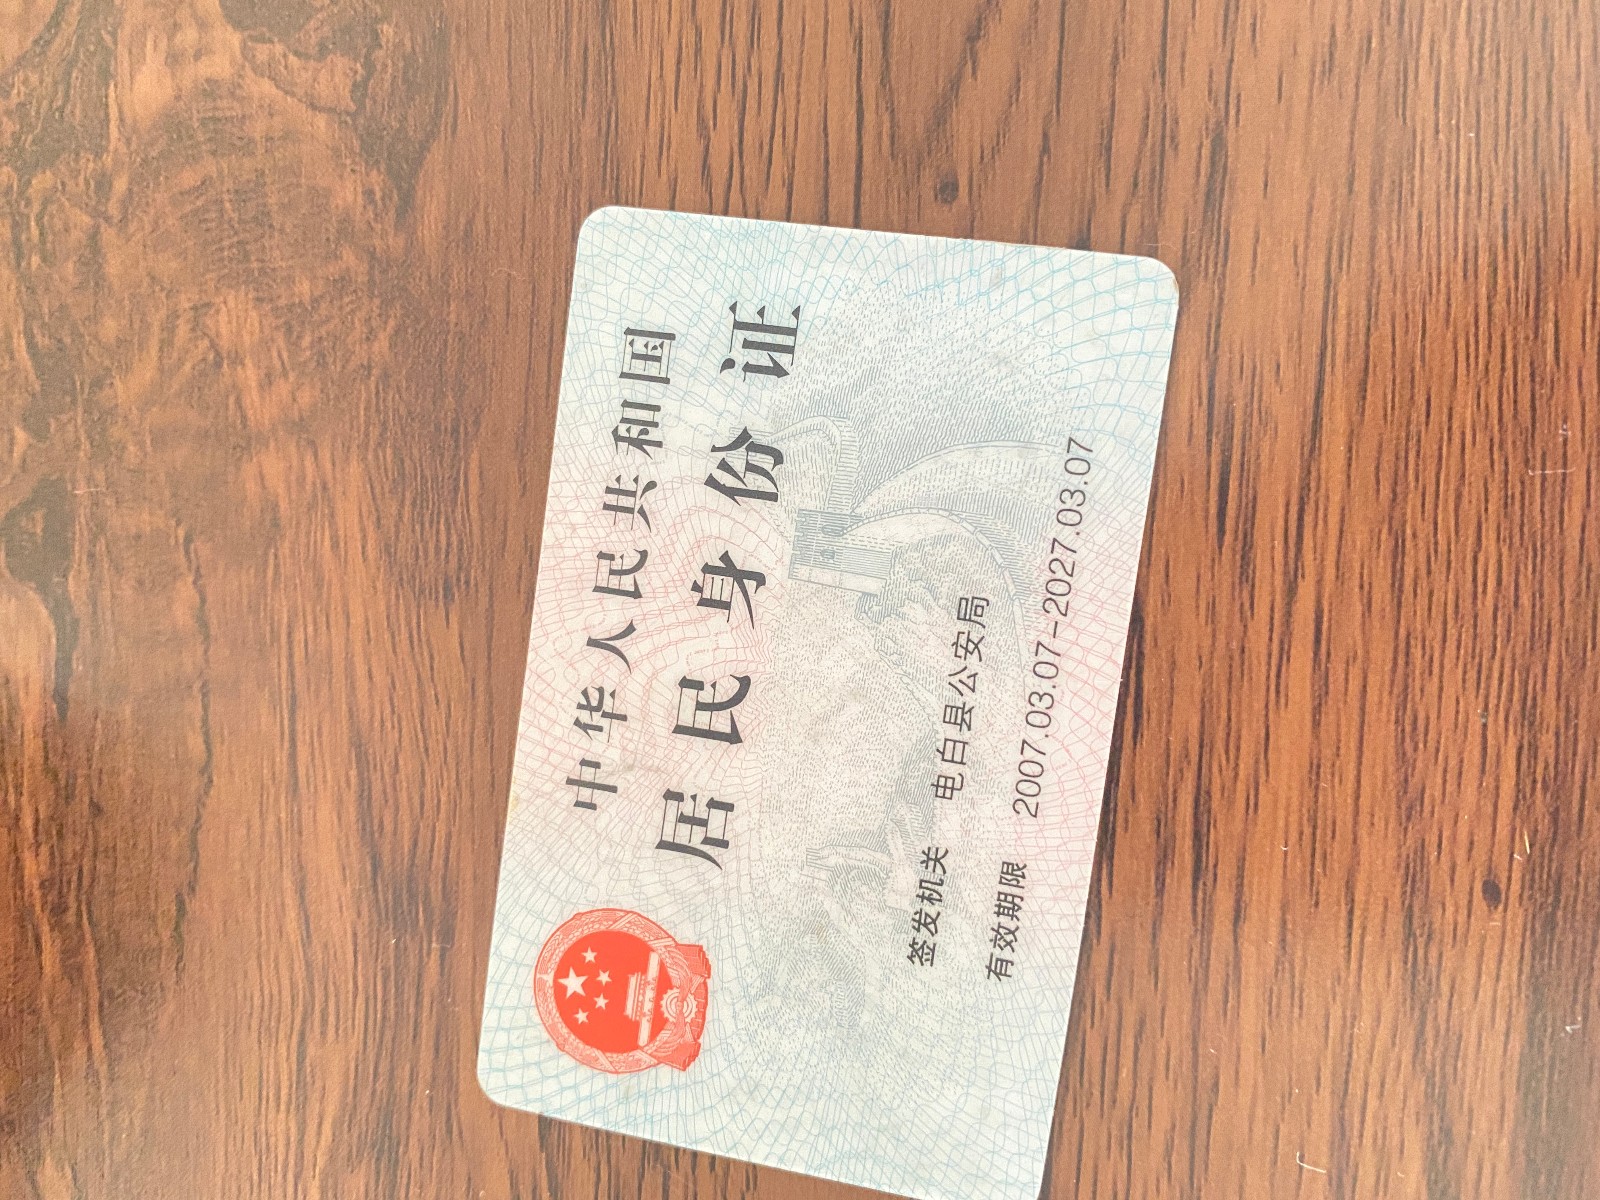 中华人民共和国
居民身份证
签发机关 电白县公安局
有效期限 2007.03.07-2027.03.07